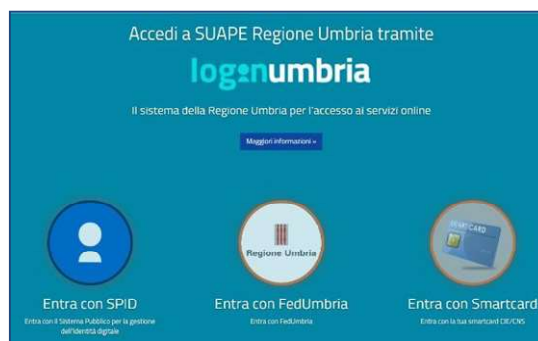 Accedi a SUAPE Regione Umbria tramite
loginumbria
Il sistema della Regione Umbria per l'accesso ai servizi online
Maggiori informazioni »
Regione Umbria
SMARTCARD
Entra con SPID
Entra con FedUmbria
Entra con Smartcard
Entra con il Sistema Pubblico per la gestione
dell'identità digitale
Entra con FedUmbria
Entra con la tua smartcard CIE/CNS